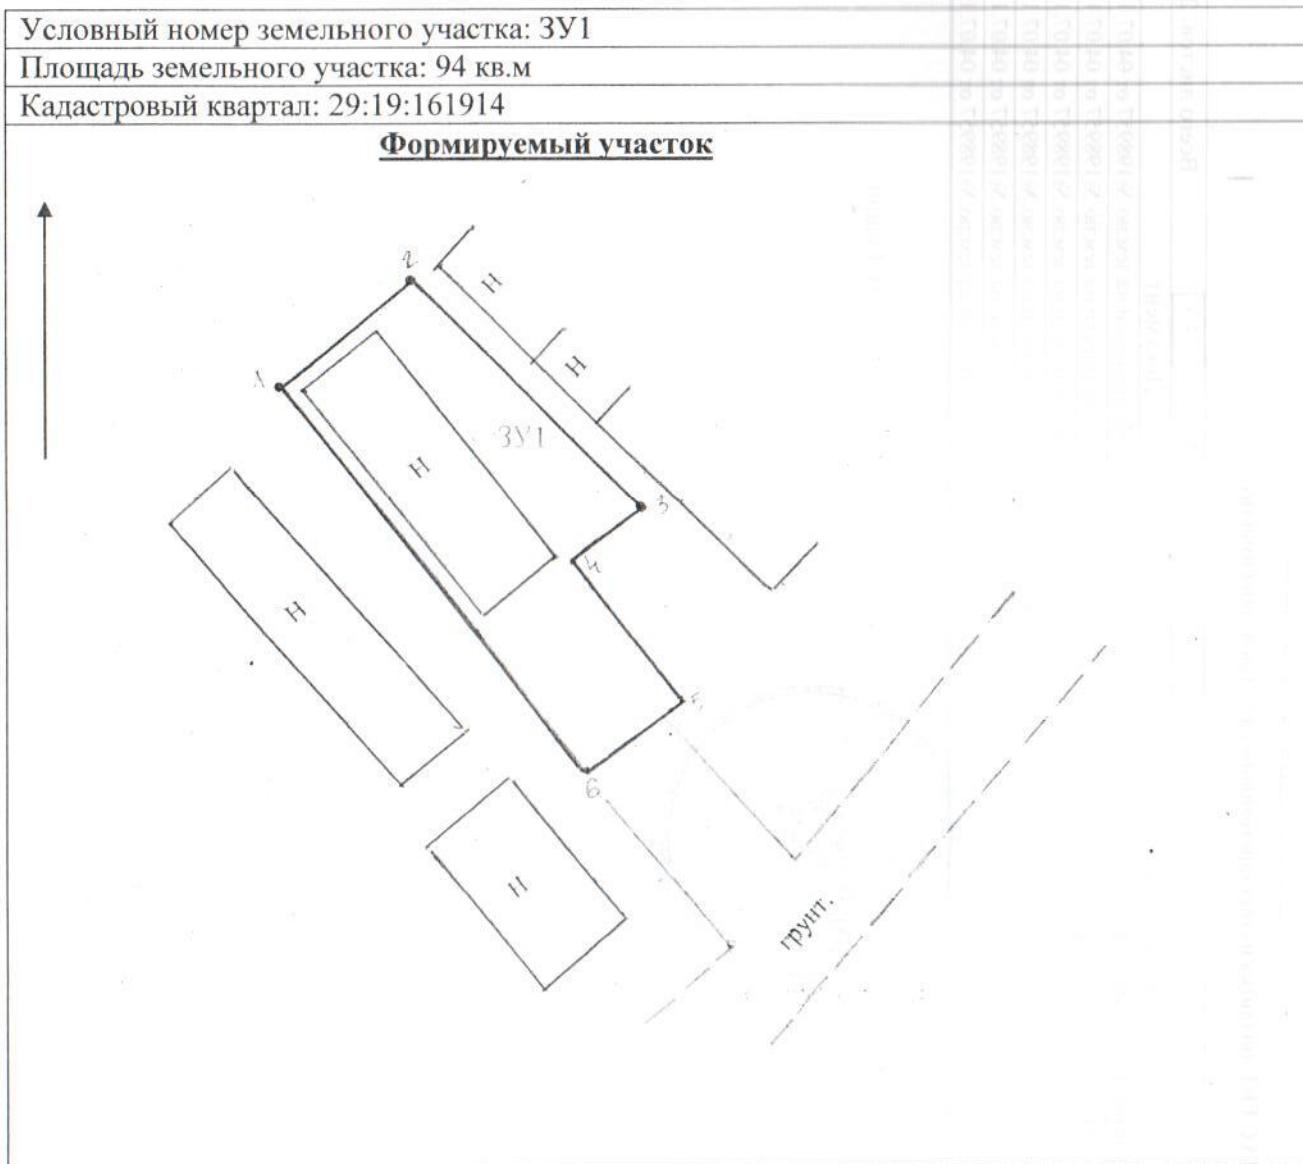 Условный номер земельного участка: ЗУ1
Площадь земельного участка: 94 кв.м
Кадастровый квартал: 29:19:161914
Формируемый участок
2
Н
1
Н
ЗУ1
Н
3
4
Н
5
6
Н
грунт.